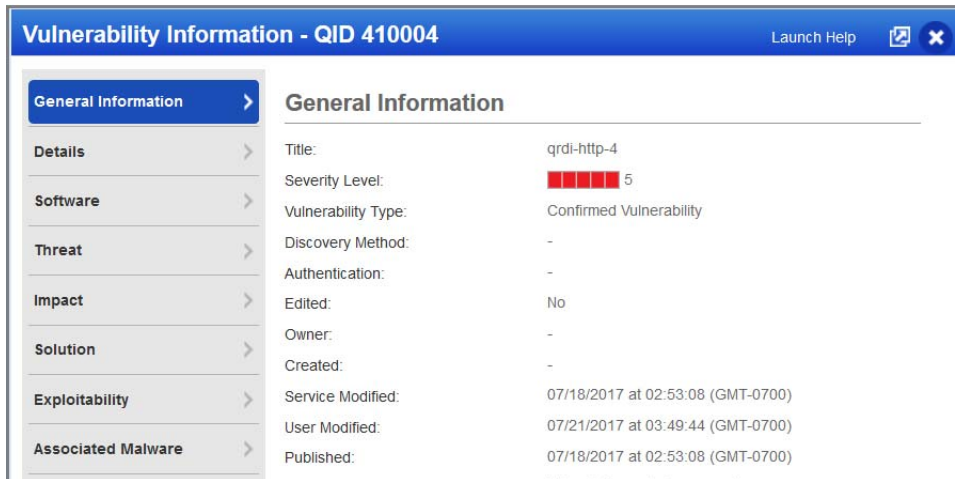 Vulnerability Information - QID 410004
Launch Help
General Information
Details
Software
Threat
Impact
Solution
Exploitability
Associated Malware
General Information
Title: qrdi-http-4
Severity Level: 5
Vulnerability Type: Confirmed Vulnerability
Discovery Method: -
Authentication: -
Edited: No
Owner: -
Created: -
Service Modified: 07/18/2017 at 02:53:08 (GMT-0700)
User Modified: 07/21/2017 at 03:49:44 (GMT-0700)
Published: 07/18/2017 at 02:53:08 (GMT-0700)